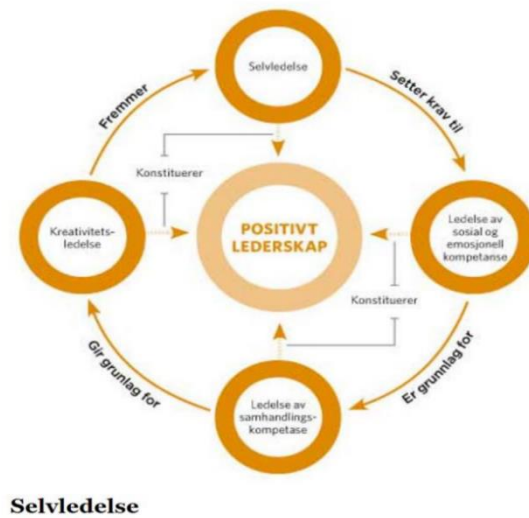 Selvledelse
Fremmer
Setter krav til
Konstituerer
Kreativitets-
ledelse
POSITIVT
LEDERSKAP
Ledelse av
sosial og
emosjonell
kompetanse
Konstituerer
Gir grunlag for
Er grunnlag for
Ledelse av
samhandlings-
kompetase
Selvledelse